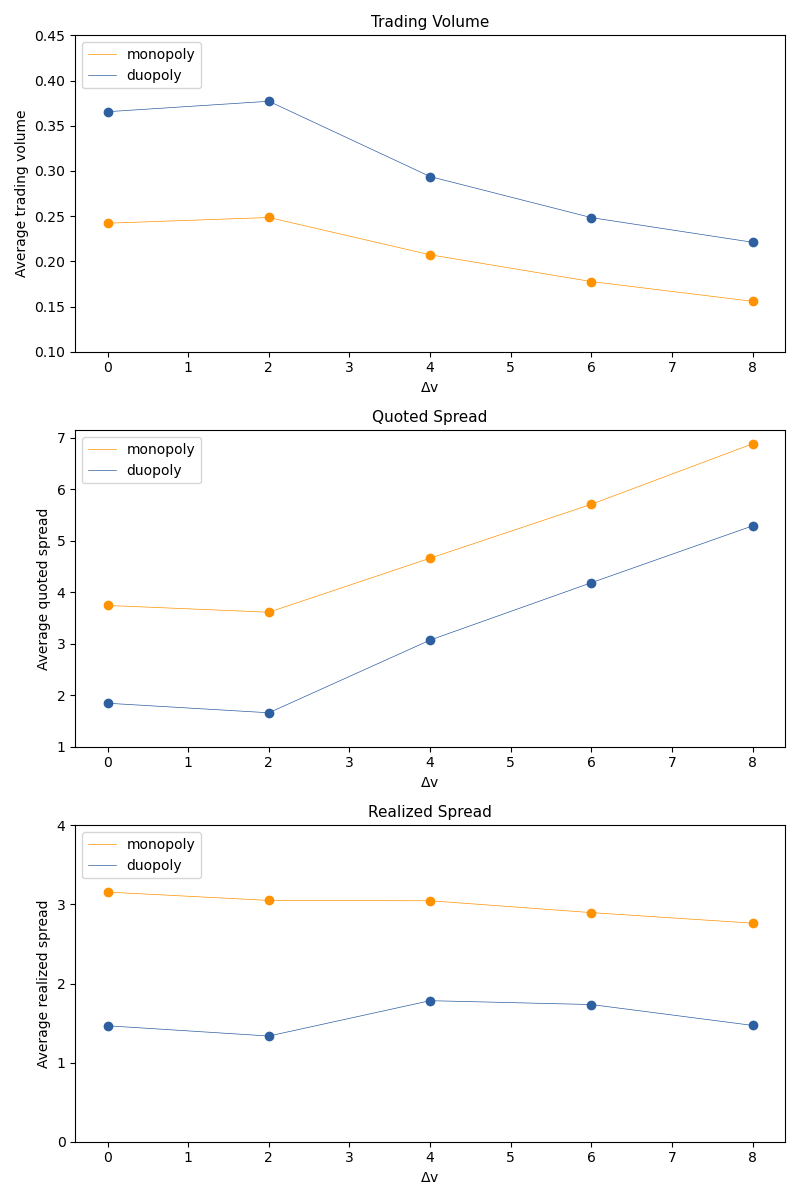 Trading Volume
0.45
0.40
0.35
0.30
0.25
0.20
0.15
0.10
Average trading volume
monopoly
duopoly
0 1 2 3 4 5 6 7 8
Δv
Quoted Spread
7
6
5
4
3
2
1
Average quoted spread
monopoly
duopoly
0 1 2 3 4 5 6 7 8
Δv
Realized Spread
4
3
2
1
0
Average realized spread
monopoly
duopoly
0 1 2 3 4 5 6 7 8
Δv